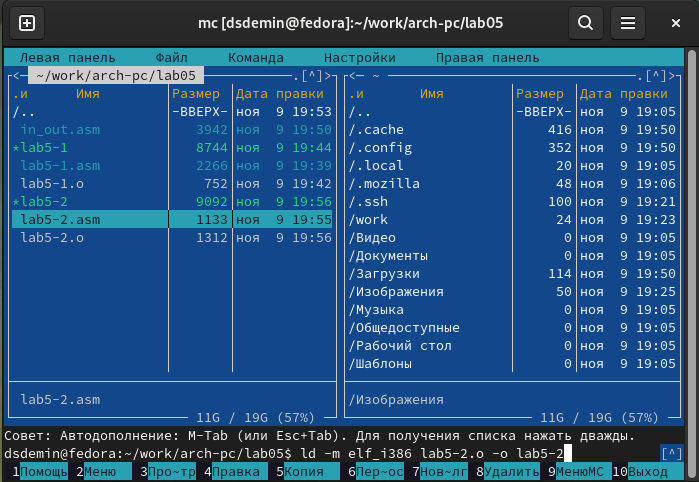 mc [dsdemin@fedora]:~/work/arch-pc/lab05
Левая панель Файл Команда Настройки Правая панель
<─ ~/work/arch-pc/lab05 .[^]>
.и Имя Размер Дата правки
/.. -ВВЕРХ- ноя 9 19:53
in_out.asm 3942 ноя 9 19:50
*lab5-1 8744 ноя 9 19:44
lab5-1.asm 2266 ноя 9 19:39
lab5-1.o 752 ноя 9 19:42
*lab5-2 9092 ноя 9 19:56
lab5-2.asm 1133 ноя 9 19:55
lab5-2.o 1312 ноя 9 19:56
lab5-2.asm
11G / 19G (57%)
<─ ~ .[^]>
.и Имя Размер Дата правки
/.. -ВВЕРХ- ноя 9 19:05
/.cache 416 ноя 9 19:50
/.config 352 ноя 9 19:50
/.local 20 ноя 9 19:05
/.mozilla 48 ноя 9 19:06
/.ssh 100 ноя 9 19:21
/work 24 ноя 9 19:23
/Видео 0 ноя 9 19:05
/Документы 0 ноя 9 19:05
/Загрузки 114 ноя 9 19:50
/Изображения 50 ноя 9 19:25
/Музыка 0 ноя 9 19:05
/Общедоступные 0 ноя 9 19:05
/Рабочий стол 0 ноя 9 19:05
/Шаблоны 0 ноя 9 19:05
/Изображения
11G / 19G (57%)
Совет: Автодополнение: M-Tab (или Esc+Tab). Для получения списка нажать дважды.
dsdemin@fedora:~/work/arch-pc/lab05$ ld -m elf_i386 lab5-2.o -o lab5-2 [^]
1Помощь 2Меню 3Про~тр 4Правка 5Копия 6Пер~ос 7Нов~лг 8Удалить 9МенюMC 10Выход